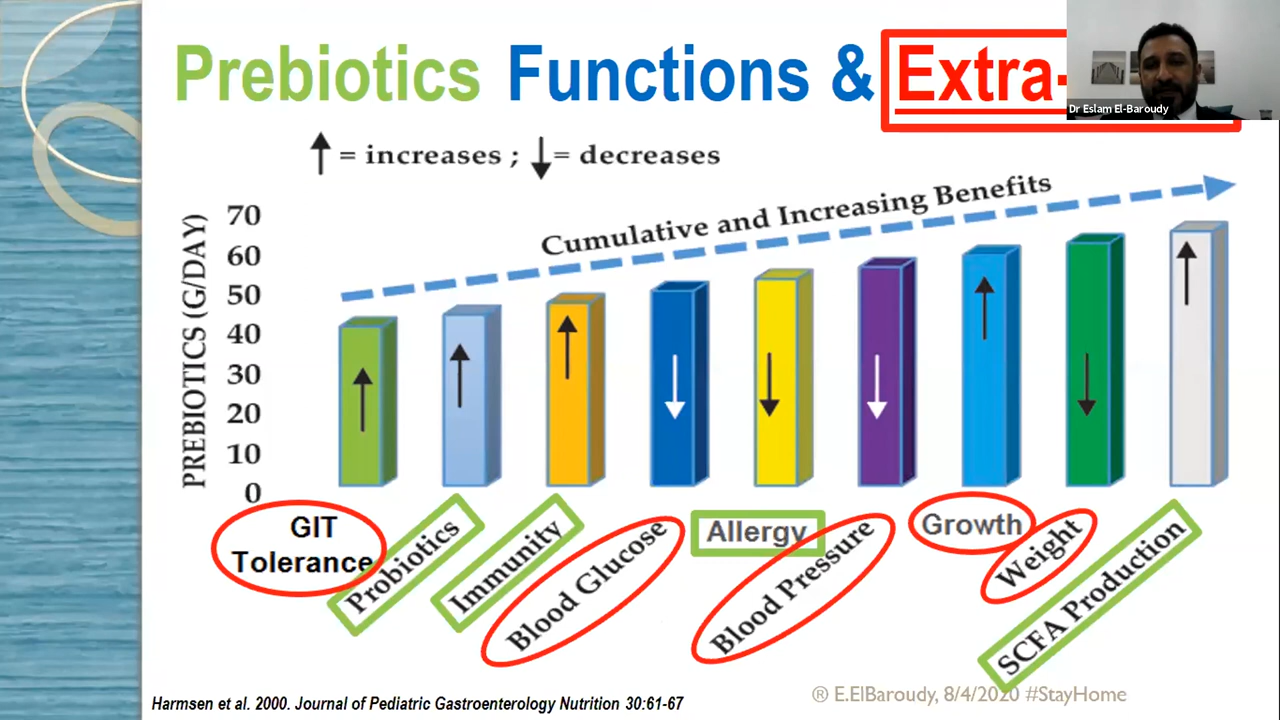 Prebiotics Functions & Extra-
Dr Eslam El-Baroudy
↑ = increases ; ↓= decreases
Cumulative and Increasing Benefits
PREBIOTICS (G/DAY)
70
60
50
40
30
20
10
0
GIT
Tolerance
Probiotics
Immunity
Blood Glucose
Allergy
Blood Pressure
Growth
Weight
SCFA Production
Harmsen et al. 2000. Journal of Pediatric Gastroenterology Nutrition 30:61-67
® E.ElBaroudy, 8/4/2020 #StayHome